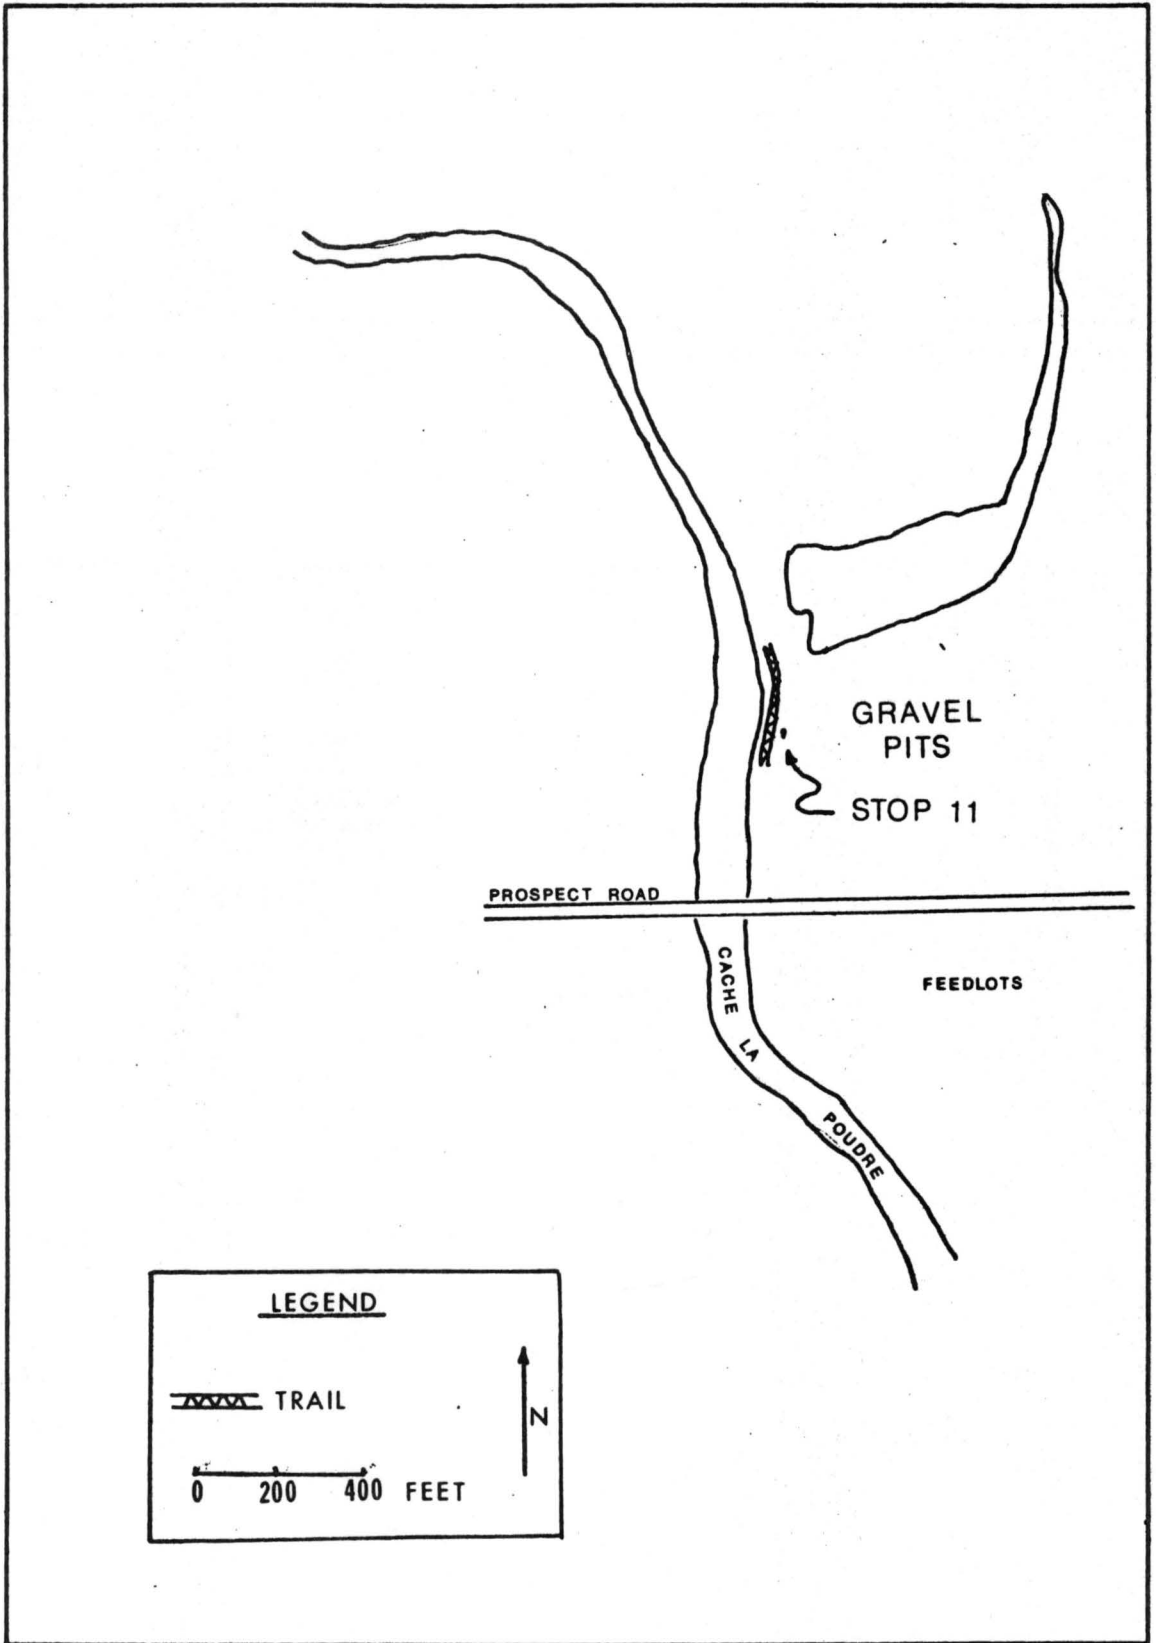 GRAVEL
PITS
STOP 11
PROSPECT ROAD
CACHE LA POUDRE
FEEDLOTS
LEGEND
TRAIL
N
0 200 400 FEET